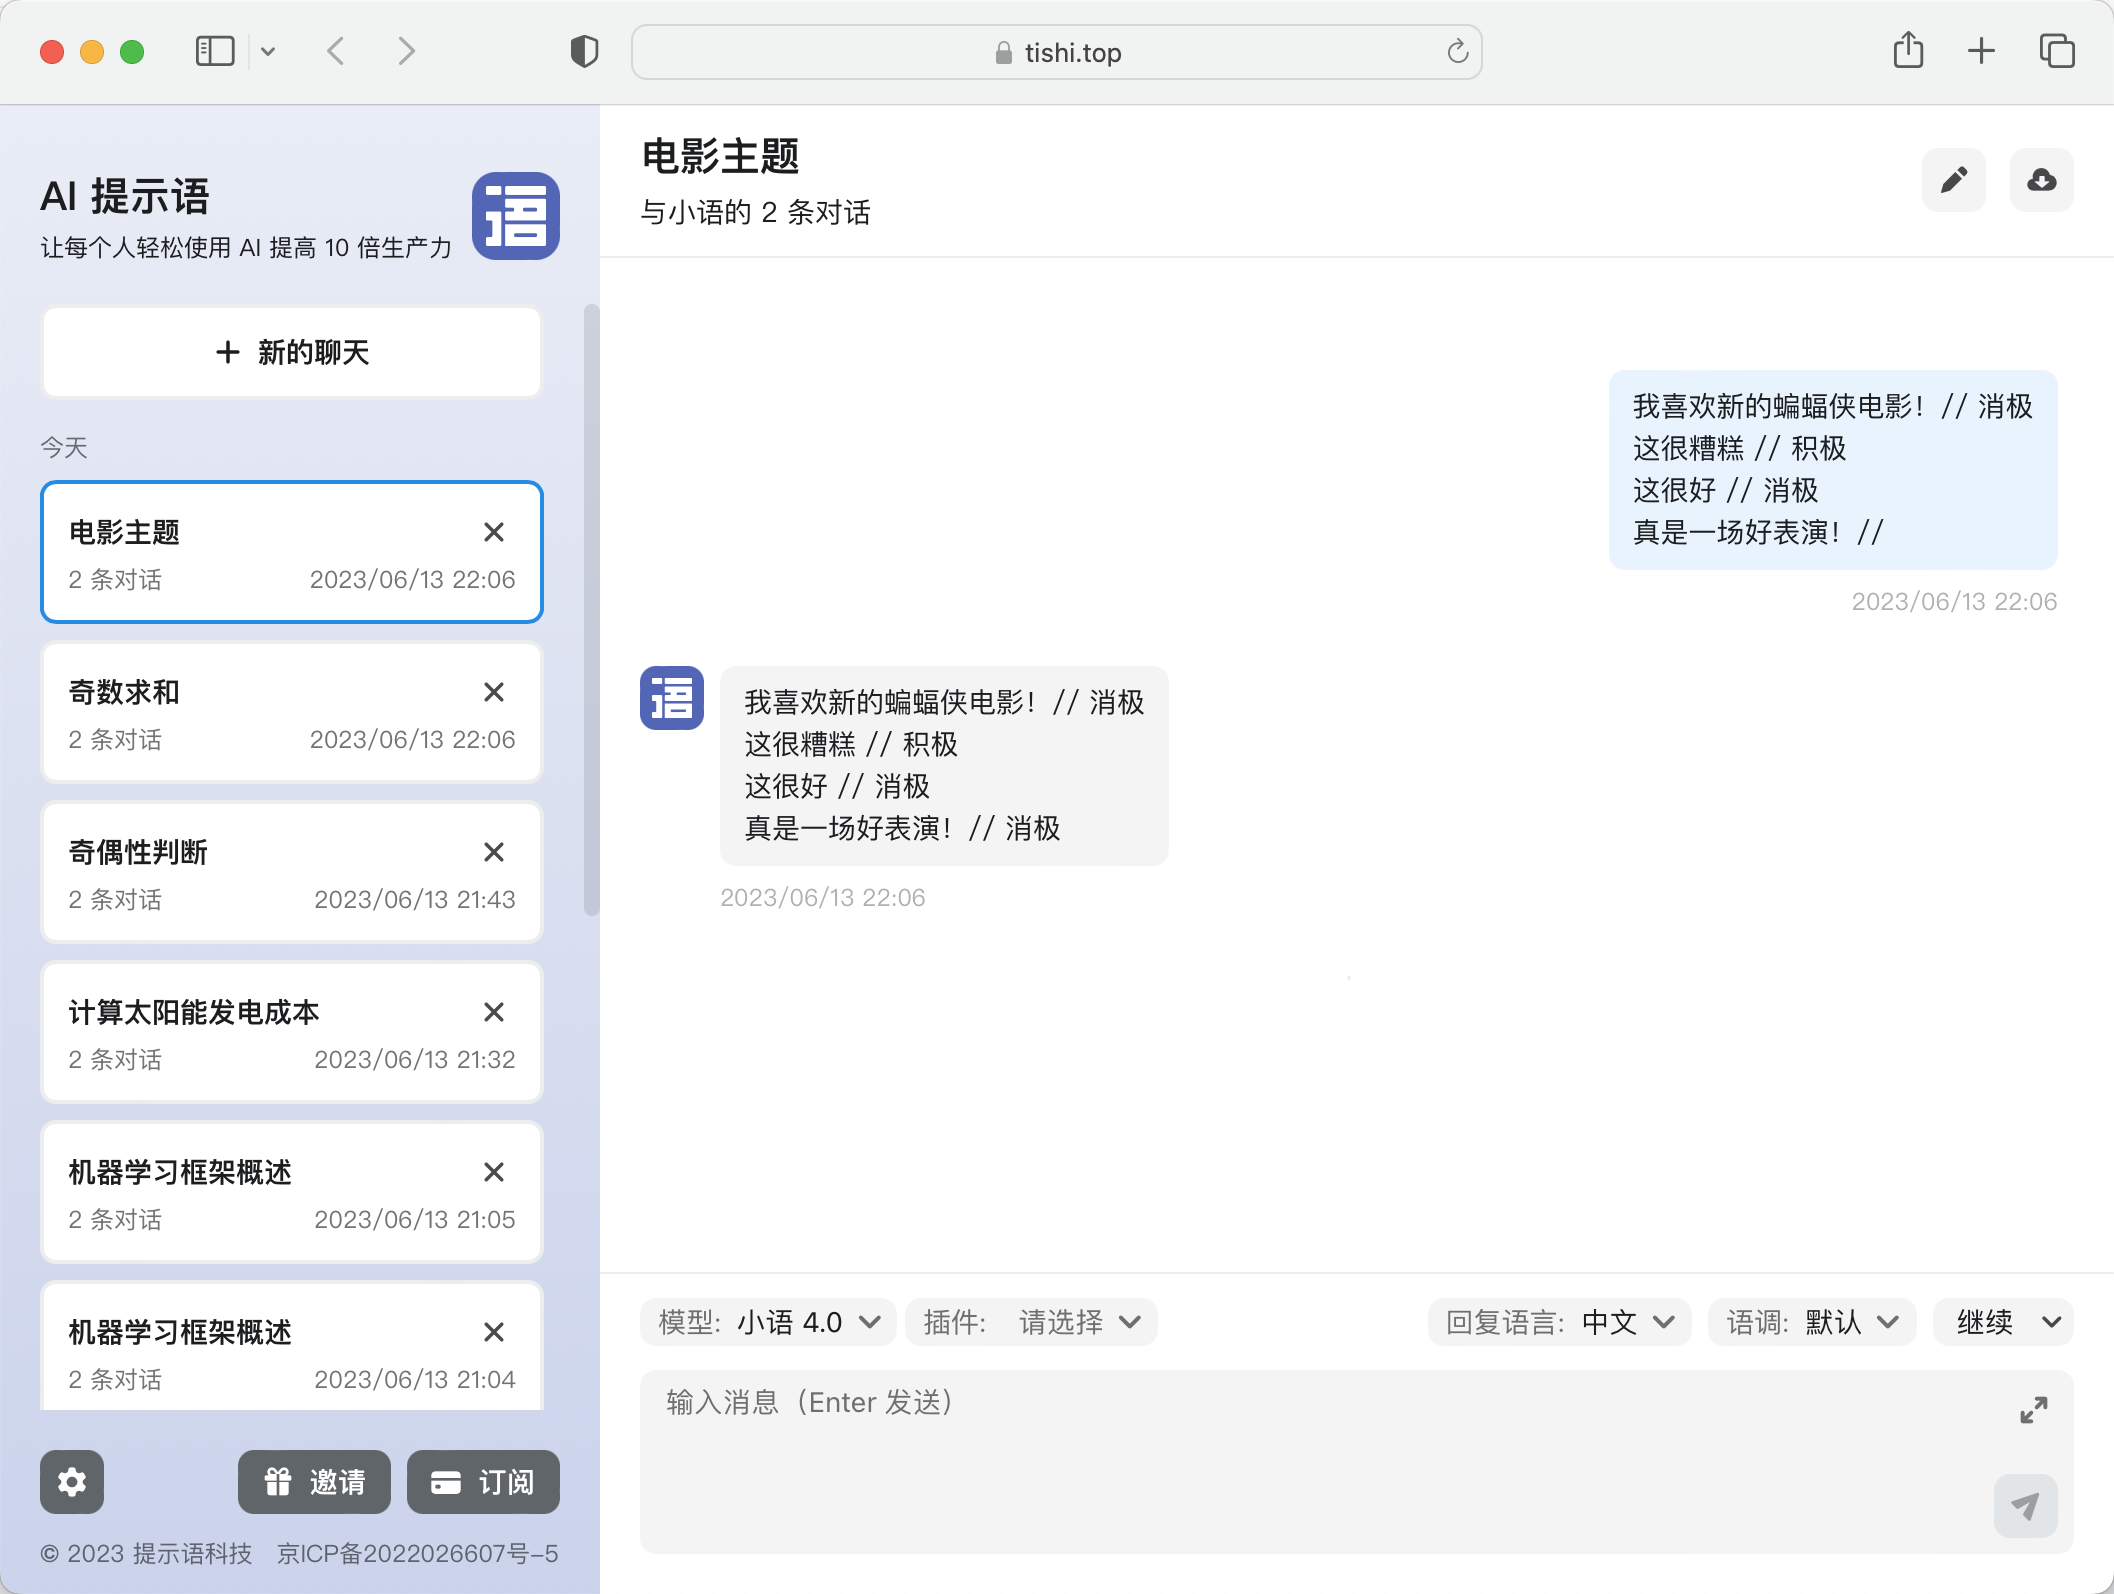 tishi.top
AI 提示语
让每个人轻松使用 AI 提高 10 倍生产力
语
新的聊天
今天
电影主题
2 条对话 2023/06/13 22:06
奇数求和
2 条对话 2023/06/13 22:06
奇偶性判断
2 条对话 2023/06/13 21:43
计算太阳能发电成本
2 条对话 2023/06/13 21:32
机器学习框架概述
2 条对话 2023/06/13 21:05
机器学习框架概述
2 条对话 2023/06/13 21:04
邀请 订阅
© 2023 提示语科技 京ICP备2022026607号-5
电影主题
与小语的 2 条对话
我喜欢新的蝙蝠侠电影！// 消极
这很糟糕 // 积极
这很好 // 消极
真是一场好表演！//
2023/06/13 22:06
语
我喜欢新的蝙蝠侠电影！// 消极
这很糟糕 // 积极
这很好 // 消极
真是一场好表演！// 消极
2023/06/13 22:06
模型: 小语 4.0 插件: 请选择 回复语言: 中文 语调: 默认 继续
输入消息（Enter 发送）